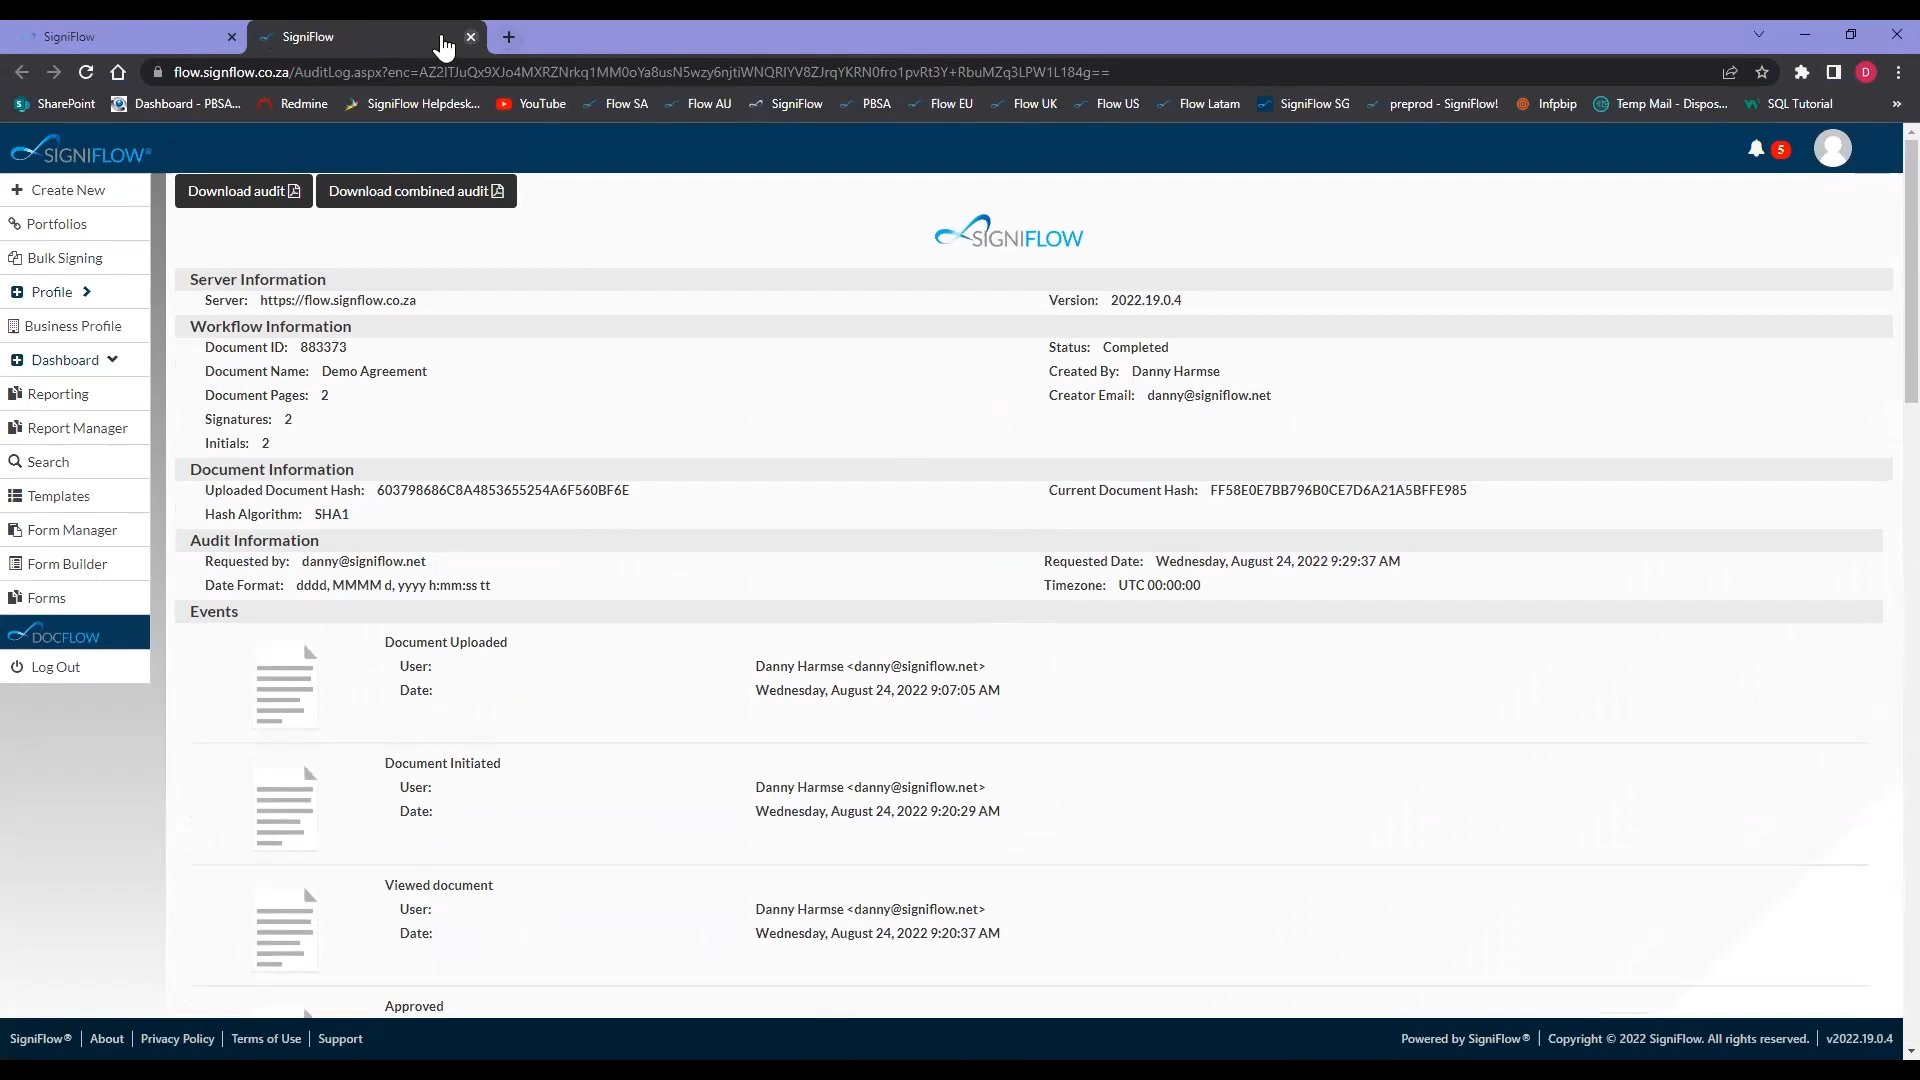 SigniFlow
SigniFlow
flow.signflow.co.za/AuditLog.aspx?enc=AZ2lTJuQx9XJo4MXRZNrkq1MM0oYa8usN5wzy6njtiWNQRIYV8ZJrqYKRN0fro1pvRt3Y+RbuMZq3LPW1L184g==
D
SharePoint
Dashboard - PBSA...
Redmine
SigniFlow Helpdesk...
YouTube
Flow SA
Flow AU
SigniFlow
PBSA
Flow EU
Flow UK
Flow US
Flow Latam
SigniFlow SG
preprod - SigniFlow!
Infpbip
Temp Mail - Dispos...
SQL Tutorial
»
SIGNIFLOW®
5
Create New
Portfolios
Bulk Signing
Profile
Business Profile
Dashboard
Reporting
Report Manager
Search
Templates
Form Manager
Form Builder
Forms
DOCFLOW
Log Out
Download audit
Download combined audit
SIGNIFLOW
Server Information
Server: https://flow.signflow.co.za
Version: 2022.19.0.4
Workflow Information
Document ID: 883373
Status: Completed
Document Name: Demo Agreement
Created By: Danny Harmse
Document Pages: 2
Creator Email: danny@signiflow.net
Signatures: 2
Initials: 2
Document Information
Uploaded Document Hash: 603798686C8A4853655254A6F560BF6E
Current Document Hash: FF58E0E7BB796B0CE7D6A21A5BFFE985
Hash Algorithm: SHA1
Audit Information
Requested by: danny@signiflow.net
Requested Date: Wednesday, August 24, 2022 9:29:37 AM
Date Format: dddd, MMMM d, yyyy h:mm:ss tt
Timezone: UTC 00:00:00
Events
Document Uploaded
User: Danny Harmse <danny@signiflow.net>
Date: Wednesday, August 24, 2022 9:07:05 AM
Document Initiated
User: Danny Harmse <danny@signiflow.net>
Date: Wednesday, August 24, 2022 9:20:29 AM
Viewed document
User: Danny Harmse <danny@signiflow.net>
Date: Wednesday, August 24, 2022 9:20:37 AM
Approved
SigniFlow® | About | Privacy Policy | Terms of Use | Support
Powered by SigniFlow® | Copyright © 2022 SigniFlow. All rights reserved. | v2022.19.0.4